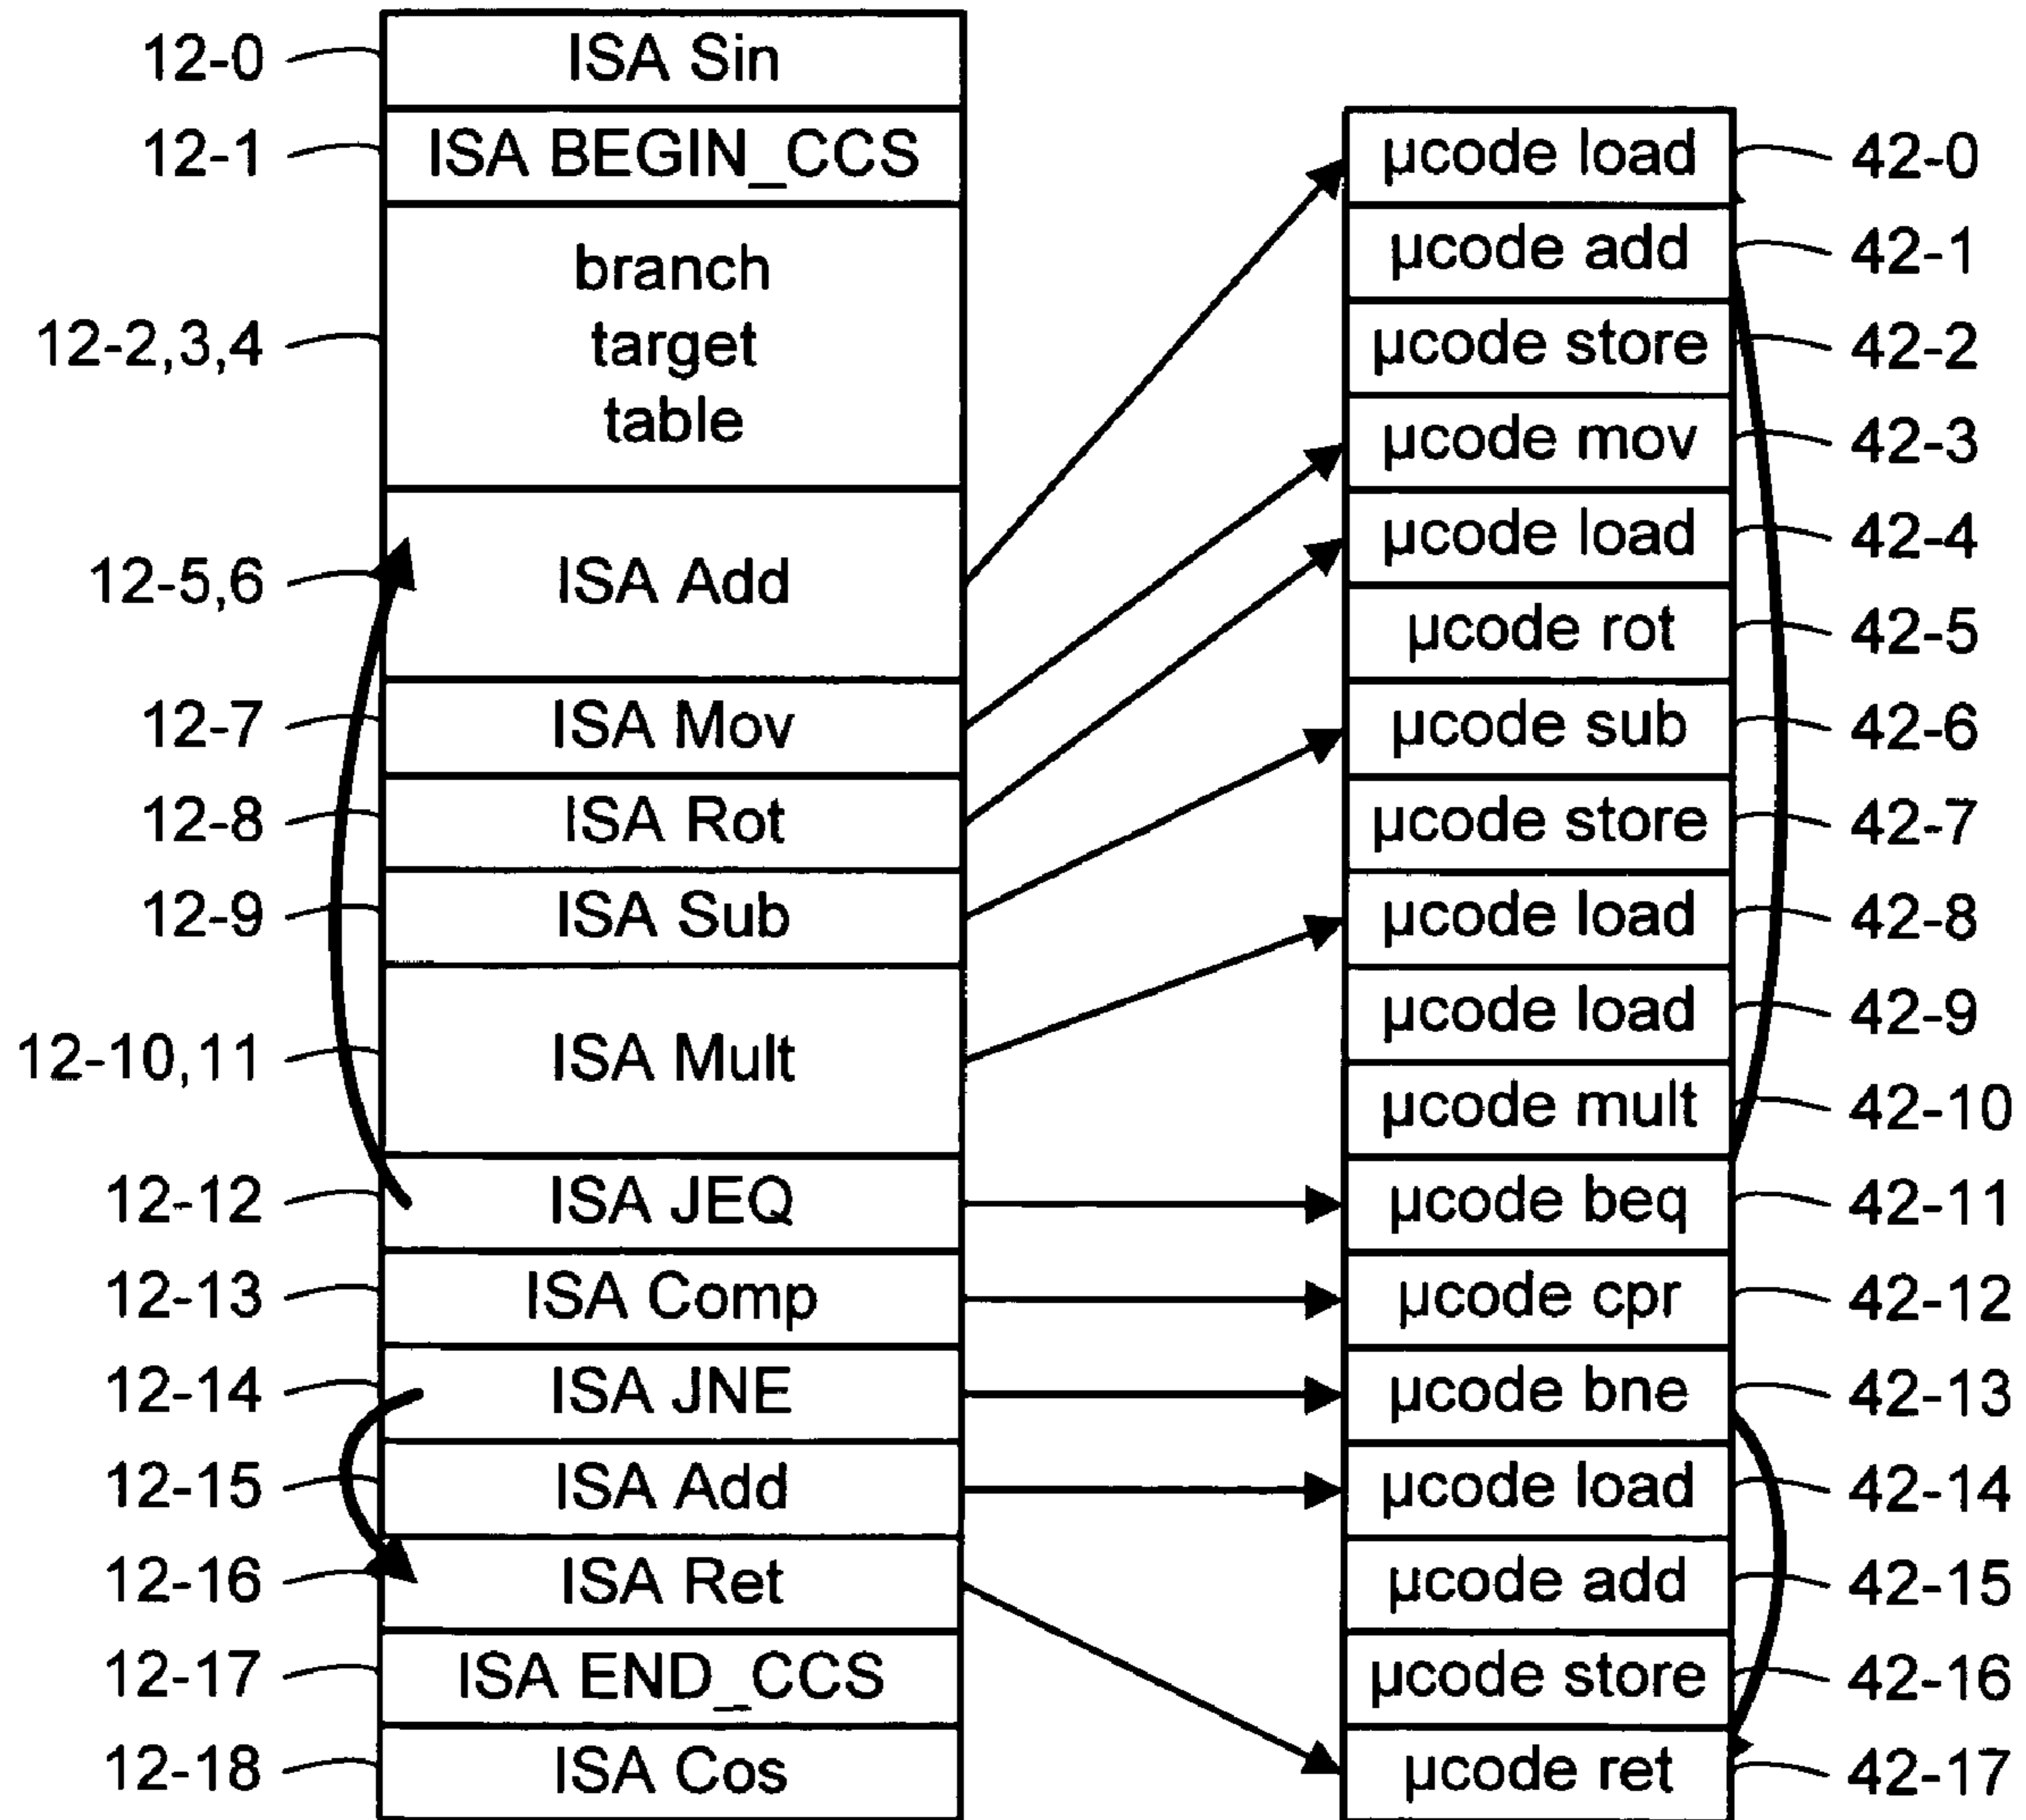 12-0 ISA Sin
12-1 ISA BEGIN_CCS
12-2,3,4 branch
target
table
12-5,6 ISA Add
12-7 ISA Mov
12-8 ISA Rot
12-9 ISA Sub
12-10,11 ISA Mult
12-12 ISA JEQ
12-13 ISA Comp
12-14 ISA JNE
12-15 ISA Add
12-16 ISA Ret
12-17 ISA END_CCS
12-18 ISA Cos
µcode load 42-0
µcode add 42-1
µcode store 42-2
µcode mov 42-3
µcode load 42-4
µcode rot 42-5
µcode sub 42-6
µcode store 42-7
µcode load 42-8
µcode load 42-9
µcode mult 42-10
µcode beq 42-11
µcode cpr 42-12
µcode bne 42-13
µcode load 42-14
µcode add 42-15
µcode store 42-16
µcode ret 42-17